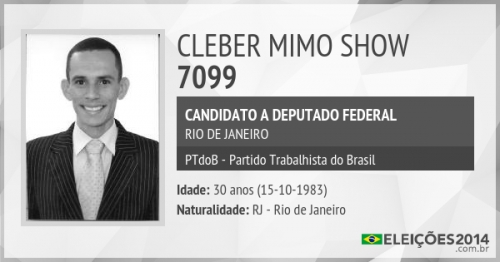 CLEBER MIMO SHOW
7099
CANDIDATO A DEPUTADO FEDERAL
RIO DE JANEIRO
PTdoB - Partido Trabalhista do Brasil
Idade: 30 anos (15-10-1983)
Naturalidade: RJ - Rio de Janeiro
ELEIÇÕES2014
.com.br